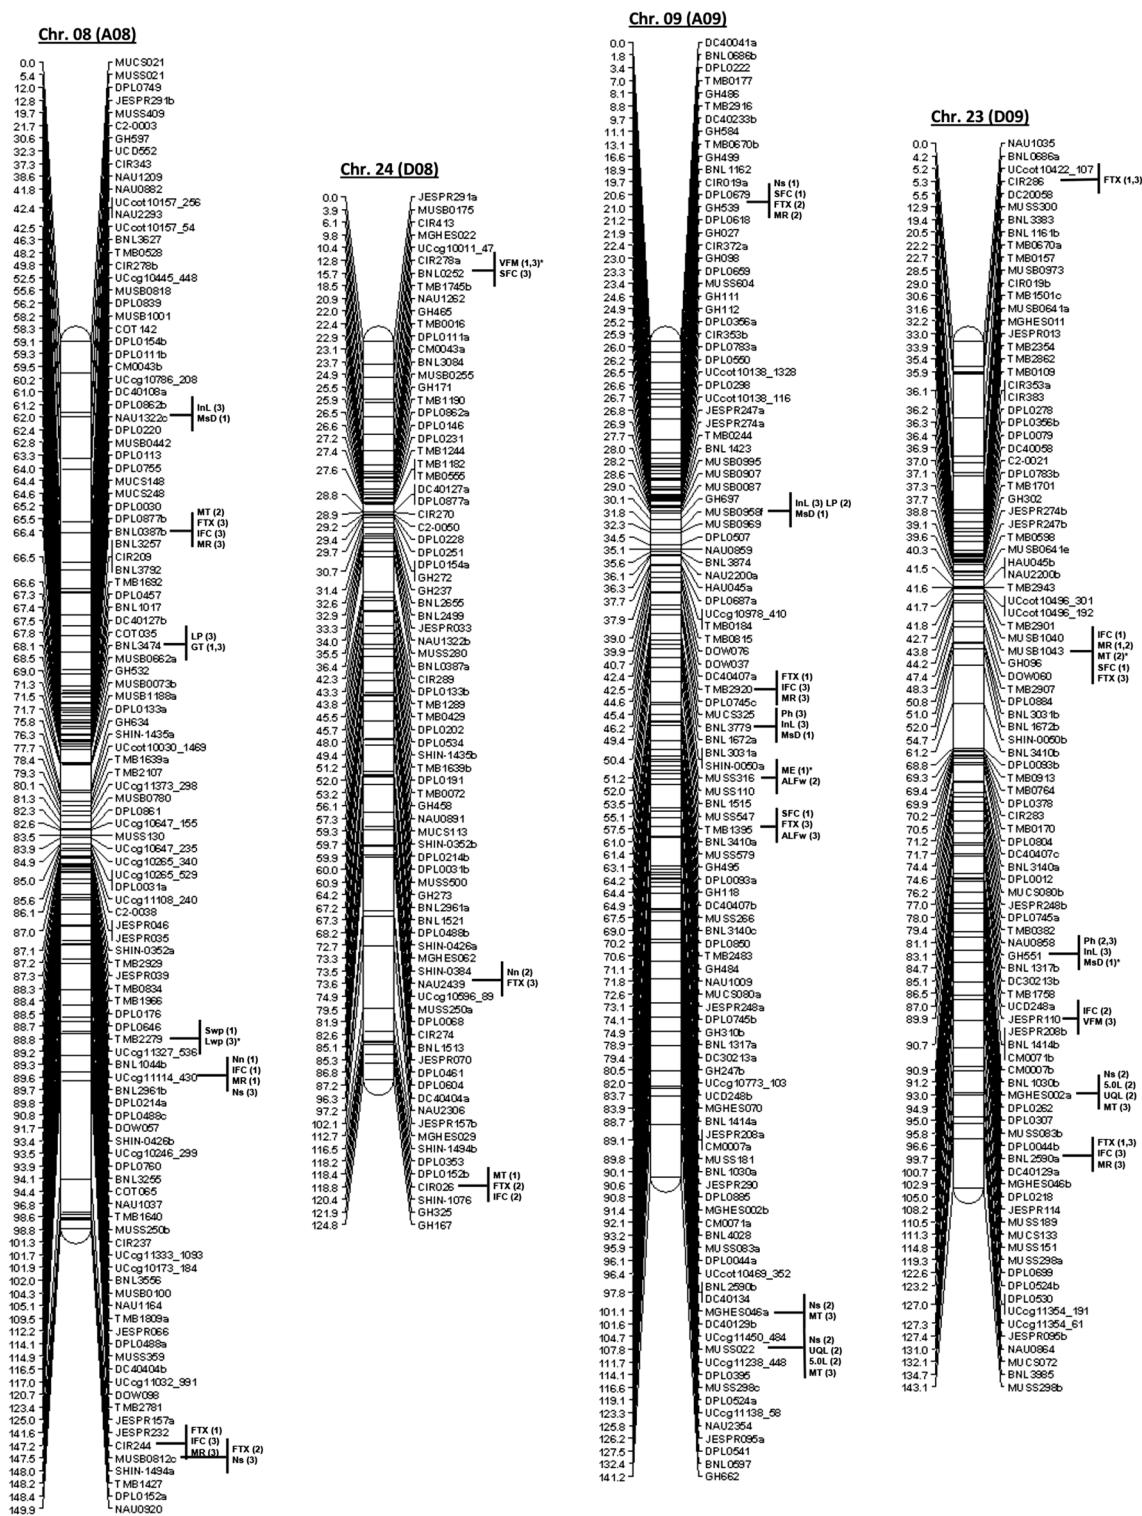 Chr. 08 (A08)
0.0 MUCS021
5.4 MUSS021
12.0 DPL0749
12.8 JESPR291b
19.7 MUSS409
21.7 C2-0003
30.6 GH597
32.3 UCD552
37.3 CIR343
38.6 NAU1209
41.8 NAU0882
UCcot10157_256
42.4 NAU2293
42.5 UCcot10157_54
46.3 BNL3627
48.2 TMB0528
49.8 CIR278b
52.5 UCcg10445_448
55.6 MUSB0818
56.2 DPL0839
58.2 MUSB1001
58.3 COT142
59.1 DPL0154b
59.3 DPL0111b
59.5 CM0043b
60.2 UCcg10786_208
61.0 DC40108a
61.2 DPL0862b InL (3)
62.0 NAU1322c MsD (1)
62.4 DPL0220
62.8 MUSB0442
63.3 DPL0113
64.0 DPL0755
64.4 MUCS148
64.6 MUCS248
65.2 DPL0030 MT (2)
65.5 DPL0877b FTX (3)
66.4 BNL0387b IFC (3)
BNL3257 MR (3)
66.5 CIR209
BNL3792
66.6 TMB1692
67.3 DPL0457
67.4 BNL1017
67.5 DC40127b
67.8 COT035 LP (3)
68.1 BNL3474 GT (1,3)
68.5 MUSB0662a
69.0 GH532
71.3 MUSB0073b
71.5 MUSB1188a
71.7 DPL0133a
75.8 GH634
76.3 SHIN-1435a
77.7 UCcot10030_1469
78.4 TMB1639a
79.3 TMB2107
80.1 UCcg11373_298
81.3 MUSB0780
82.3 DPL0861
82.6 UCcg10647_155
83.5 MUSS130
83.9 UCcg10647_235
84.9 UCcg10265_340
UCcg10265_529
85.0 DPL0031a
85.6 UCcg11108_240
86.1 C2-0038
JESPR046
87.0 JESPR035
87.1 SHIN-0352a
87.2 TMB2929
87.3 JESPR039
88.3 TMB0834
88.4 TMB1966
88.5 DPL0176
88.7 DPL0646 Swp (1)
88.8 TMB2279 Lwp (3)*
89.2 UCcg11327_536
89.3 BNL1044b Nn (1)
IFC (1)
89.6 UCcg11114_430 MR (1)
89.7 BNL2961b Ns (3)
89.8 DPL0214a
90.8 DPL0488c
91.7 DOW057
93.4 SHIN-0426b
93.5 UCcg10246_299
93.9 DPL0760
94.1 BNL3255
94.4 COT065
96.8 NAU1037
98.6 TMB1640
98.8 MUSS250b
101.3 CIR237
101.7 UCcg11333_1093
101.9 UCcg10173_184
102.0 BNL3556
104.3 MUSB0100
105.1 NAU1164
109.5 TMB1809a
112.2 JESPR066
114.1 DPL0488a
114.9 MUSS359
116.5 DC40404b
117.0 UCcg11032_991
120.7 DOW098
123.4 TMB2781
125.0 JESPR157a
141.6 JESPR232 FTX (1)
147.2 CIR244 IFC (3) FTX (2)
147.5 MUSB0812c MR (3) Ns (3)
148.0 SHIN-1494a
148.2 TMB1427
148.4 DPL0152a
149.9 NAU0920
Chr. 24 (D08)
0.0 JESPR291a
3.9 MUSB0175
6.1 CIR413
9.8 MGHES022
10.4 UCcg10011_47
12.8 CIR278a VFM (1,3)*
15.7 BNL0252 SFC (3)
18.5 TMB1745b
20.9 NAU1262
22.0 GH465
22.4 TMB0016
22.9 DPL0111a
23.1 CM0043a
23.7 BNL3084
24.9 MUSB0255
25.5 GH171
25.9 TMB1190
26.5 DPL0862a
26.6 DPL0146
27.2 DPL0231
27.4 TMB1244
TMB1182
27.6 TMB0555
DC40127a
28.8 DPL0877a
28.9 CIR270
29.2 C2-0050
29.4 DPL0228
29.7 DPL0251
DPL0154a
30.7 GH272
31.4 GH237
32.6 BNL2655
32.9 BNL2499
33.3 JESPR033
34.0 NAU1322b
35.5 MUSS280
36.4 BNL0387a
42.3 CIR289
43.3 DPL0133b
43.8 TMB1289
45.5 TMB0429
45.7 DPL0202
48.0 DPL0534
49.4 SHIN-1435b
51.2 TMB1639b
52.0 DPL0191
53.2 TMB0072
56.1 GH458
57.3 NAU0891
59.3 MUCS113
59.7 SHIN-0352b
59.9 DPL0214b
60.0 DPL0031b
60.9 MUSS500
64.2 GH273
67.2 BNL2961a
67.3 BNL1521
68.2 DPL0488b
72.7 SHIN-0426a
73.3 MGHES062
73.5 SHIN-0384 Nn (2)
73.6 NAU2439 FTX (3)
74.9 UCcg10596_89
79.5 MUSS250a
81.9 DPL0068
82.6 CIR274
85.1 BNL1513
85.3 JESPR070
86.8 DPL0461
87.2 DPL0604
96.3 DC40404a
97.2 NAU2306
102.1 JESPR157b
112.7 MGHES029
116.5 SHIN-1494b
118.2 DPL0353
118.4 DPL0152b MT (1)
118.8 CIR026 FTX (2)
120.4 SHIN-1076 IFC (2)
121.9 GH325
124.8 GH167
Chr. 09 (A09)
0.0 DC40041a
1.8 BNL0686b
3.4 DPL0222
7.0 TMB0177
8.1 GH486
8.8 TMB2916
9.7 DC40233b
11.1 GH584
13.1 TMB0670b
16.6 GH499
18.9 BNL1162
19.7 CIR019a Ns (1)
20.6 DPL0679 SFC (1)
21.0 GH539 FTX (2)
21.2 DPL0618 MR (2)
21.9 GH027
22.4 CIR372a
23.0 GH098
23.3 DPL0659
23.4 MUSS604
24.6 GH111
24.9 GH112
25.2 DPL0356a
25.9 CIR353b
26.0 DPL0783a
26.2 DPL0550
26.5 UCcot10138_1328
26.6 DPL0298
26.7 UCcot10138_116
26.8 JESPR247a
26.9 JESPR274a
27.7 TMB0244
28.0 BNL1423
28.2 MUSB0995
28.6 MUSB0907
29.0 MUSB0087
30.1 GH697 InL (3) LP (2)
31.8 MUSB0958f MsD (1)
32.3 MUSB0969
34.5 DPL0507
35.1 NAU0859
35.6 BNL3874
36.1 NAU2200a
36.3 HAU045a
37.7 DPL0687a
UCcg10978_410
37.9 TMB0184
39.0 TMB0815
39.9 DOW076
40.7 DOW037
42.4 DC40407a FTX (1)
42.5 TMB2920 IFC (3)
44.6 DPL0745c MR (3)
45.4 MUCS325 Ph (3)
46.2 BNL3779 InL (3)
49.4 BNL1672a MsD (1)
BNL3031a
50.4 SHIN-0050a ME (1)*
51.2 MUSS316 ALFw (2)
52.0 MUSS110
53.5 BNL1515
55.1 MUSS547 SFC (1)
57.5 TMB1395 FTX (3)
61.0 BNL3410a ALFw (3)
61.4 MUSS579
63.1 GH495
64.2 DPL0093a
64.4 GH118
64.9 DC40407b
67.5 MUSS266
69.0 BNL3140c
70.2 DPL0850
70.6 TMB2483
71.1 GH484
71.8 NAU1009
72.6 MUCS080a
73.1 JESPR248a
74.1 DPL0745b
74.9 GH310b
78.9 BNL1317a
79.4 DC30213a
80.5 GH247b
82.0 UCcg10773_103
83.7 UCD248b
83.9 MGHES070
88.7 BNL1414a
JESPR208a
89.1 CM0007a
89.8 MUSS181
90.1 BNL1030a
90.6 JESPR290
90.8 DPL0885
91.4 MGHES002b
92.1 CM0071a
93.2 BNL4028
95.9 MUSS083a
96.1 DPL0044a
96.4 UCcot10469_352
BNL2590b
97.8 DC40134 Ns (2)
101.1 MGHES046a MT (3)
101.6 DC40129b
104.7 UCcg11450_484 Ns (2)
107.8 MUSS022 UQL (2)
111.7 UCcg11238_448 5.0L (2)
114.1 DPL0395 MT (3)
116.6 MUSS298c
119.1 DPL0524a
123.3 UCcg11138_58
125.8 NAU2354
126.2 JESPR095a
127.5 DPL0541
132.4 BNL0597
141.2 GH662
Chr. 23 (D09)
0.0 NAU1035
4.2 BNL0686a
5.2 UCcot10422_107
5.3 CIR286 FTX (1,3)
5.5 DC20058
12.9 MUSS300
19.4 BNL3383
20.5 BNL1161b
22.2 TMB0670a
22.7 TMB0157
28.5 MUSB0973
29.0 CIR019b
30.6 TMB1501c
31.6 MUSB0641a
32.2 MGHES011
33.0 JESPR013
33.9 TMB2354
35.4 TMB2862
35.9 TMB0109
CIR353a
36.1 CIR383
36.2 DPL0278
36.3 DPL0356b
36.4 DPL0079
36.9 DC40058
37.0 C2-0021
37.1 DPL0783b
37.3 TMB1701
37.7 GH302
38.8 JESPR274b
39.1 JESPR247b
39.6 TMB0598
40.3 MUSB0641e
HAU045b
41.5 NAU2200b
41.6 TMB2943
UCcot10496_301
41.7 UCcot10496_192
41.8 TMB2901 IFC (1)
42.7 MUSB1040 MR (1,2)
43.8 MUSB1043 MT (2)*
44.2 GH096 SFC (1)
47.4 DOW060 FTX (3)
48.3 TMB2907
50.8 DPL0884
51.0 BNL3031b
52.0 BNL1672b
54.7 SHIN-0050b
61.2 BNL3410b
68.8 DPL0093b
69.3 TMB0913
69.4 TMB0764
69.9 DPL0378
70.2 CIR283
70.5 TMB0170
71.2 DPL0804
71.7 DC40407c
74.4 BNL3140a
74.6 DPL0012
76.2 MUCS080b
77.0 JESPR248b
78.0 DPL0745a
79.4 TMB0382
81.1 NAU0858 Ph (2,3)
83.1 GH551 InL (3)
84.7 BNL1317b MsD (1)*
85.1 DC30213b
86.5 TMB1758
87.0 UCD248a IFC (2)
89.9 JESPR110 VFM (3)
JESPR208b
90.7 BNL1414b
CM0071b
90.9 CM0007b Ns (2)
91.2 BNL1030b 5.0L (2)
93.0 MGHES002a UQL (2)
94.9 DPL0262 MT (3)
95.0 DPL0307
95.8 MUSS083b
96.6 DPL0044b FTX (1,3)
99.7 BNL2590a IFC (3)
100.7 DC40129a MR (3)
102.9 MGHES046b
105.0 DPL0218
108.2 JESPR114
110.5 MUSS189
111.3 MUCS133
114.8 MUSS151
119.3 MUSS298a
122.6 DPL0699
123.2 DPL0524b
DPL0530
127.0 UCcg11354_191
127.3 UCcg11354_61
127.4 JESPR095b
131.0 NAU0864
132.1 MUCS072
134.7 BNL3985
143.1 MUSS298b